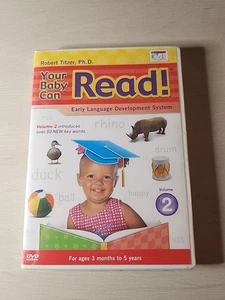 Robert Titzer, Ph.D.
Your
Baby
Can
Read!
Early Language Development System
Volume 2 introduces
over 50 NEW key words.
rhino
duck
drum
ball
happy
Volume
2
DVD
For ages 3 months to 5 years